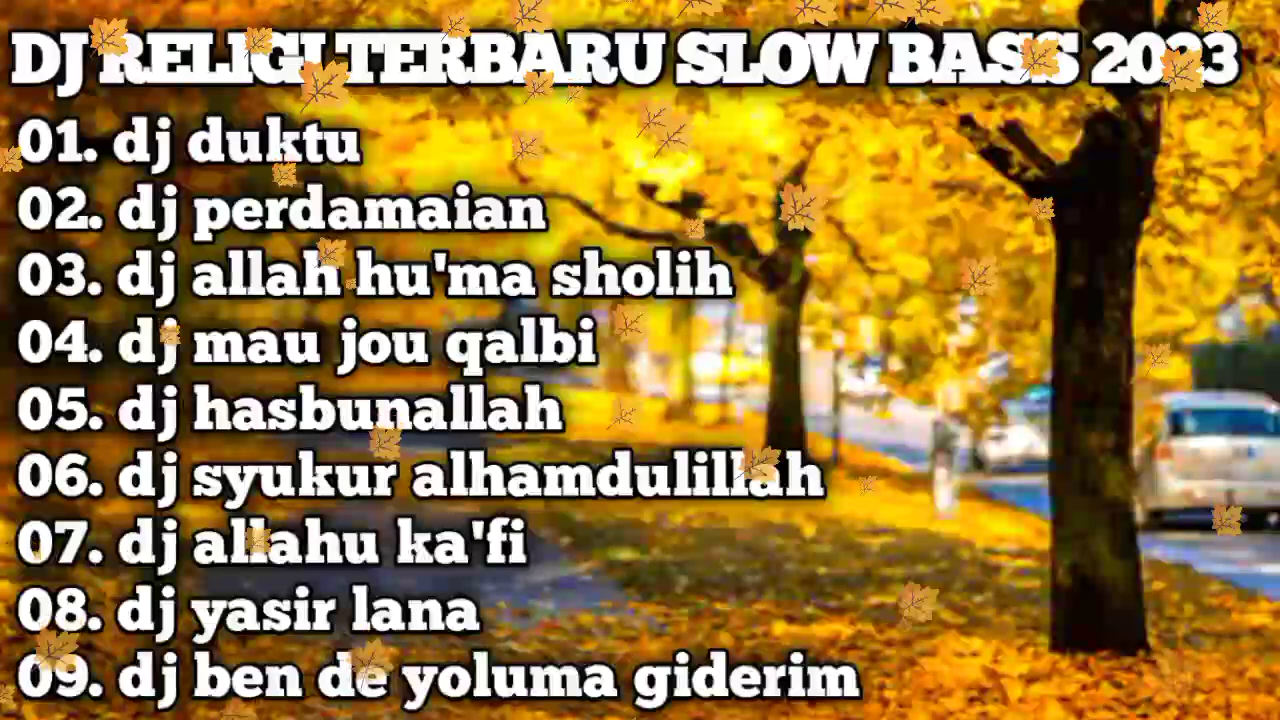 DJ RELIGI TERBARU SLOW BASS 2023
01. dj duktu
02. dj perdamaian
03. dj allah hu'ma sholih
04. dj mau jou qalbi
05. dj hasbunallah
06. dj syukur alhamdulillah
07. dj allahu ka'fi
08. dj yasir lana
09. dj ben de yoluma giderim